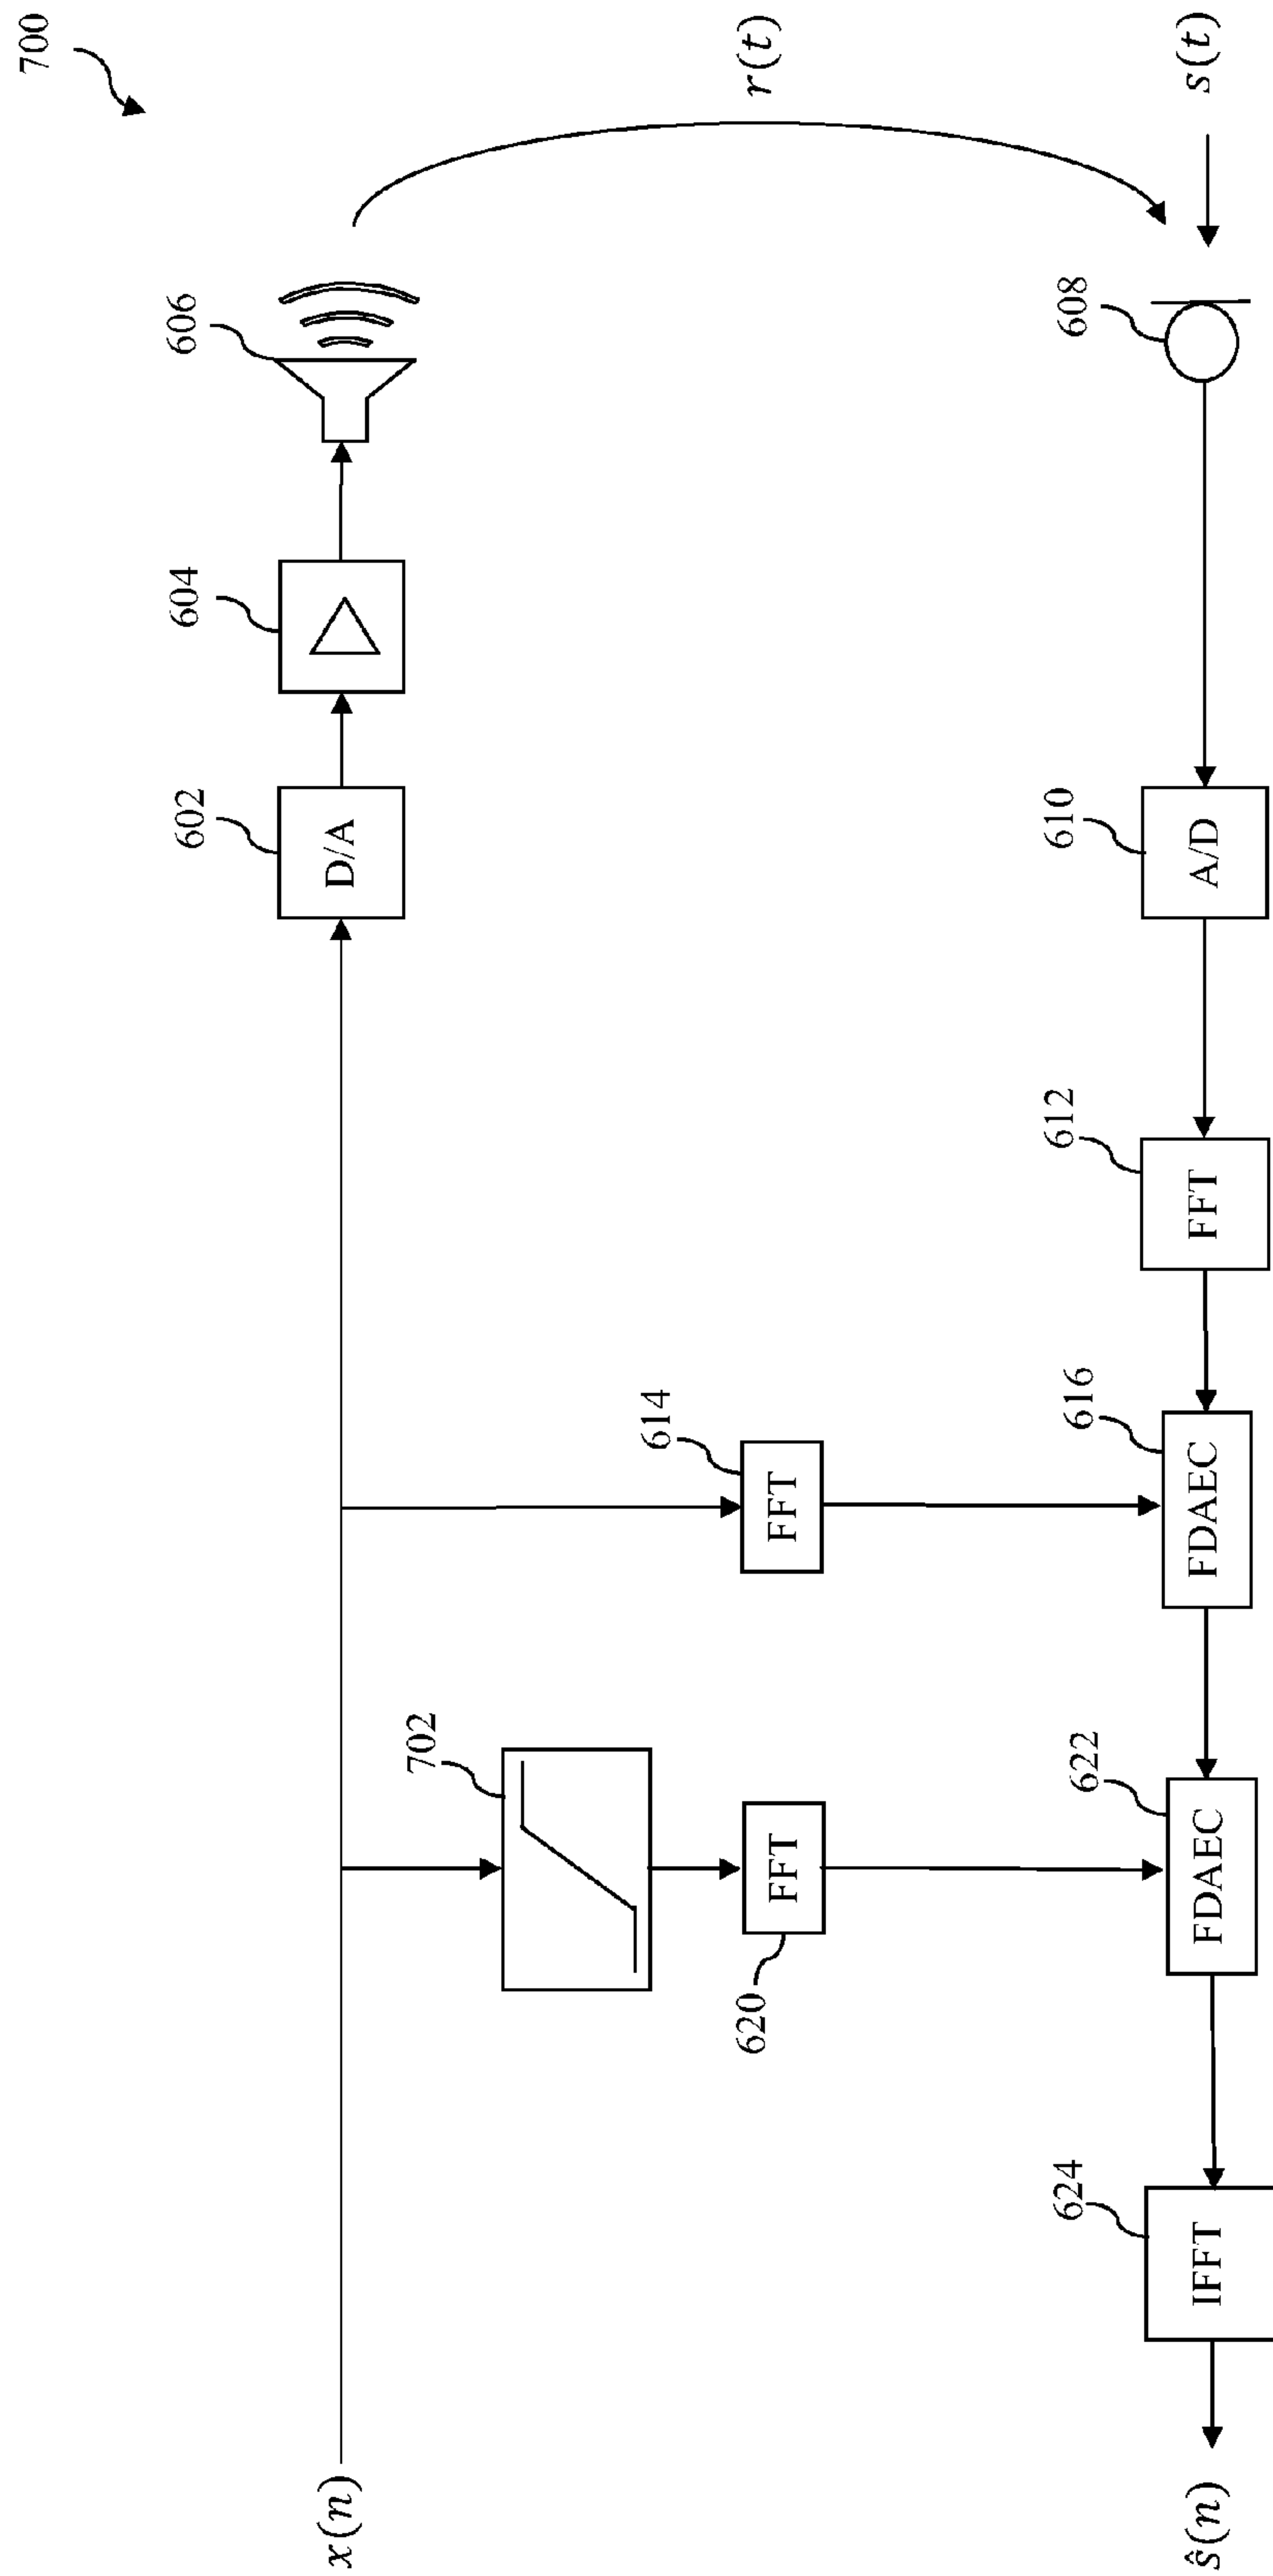 700
x(n)
602
D/A
604
606
r(t)
702
614
FFT
620
FFT
s(t)
608
610
A/D
612
FFT
616
FDAEC
622
FDAEC
624
IFFT
ŝ(n)